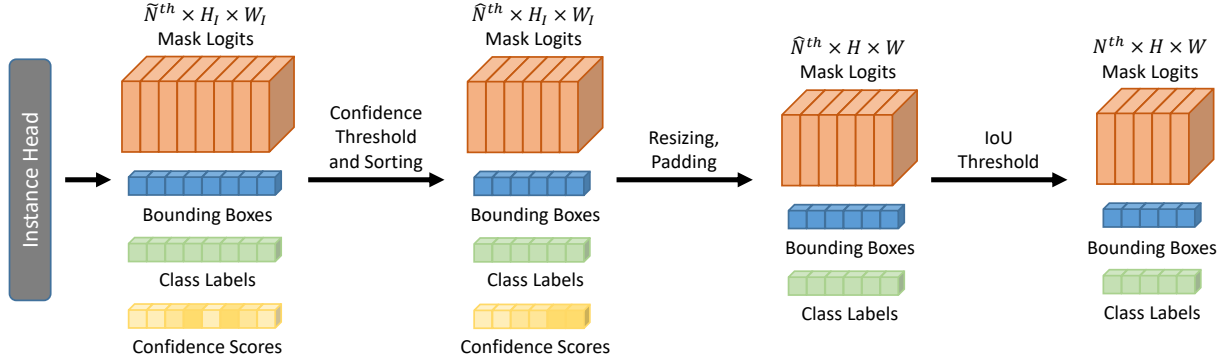 Instance Head
Ñ^{th} × H_I × W_I
Mask Logits
Bounding Boxes
Class Labels
Confidence Scores
Confidence
Threshold
and Sorting
N̂^{th} × H_I × W_I
Mask Logits
Bounding Boxes
Class Labels
Confidence Scores
Resizing,
Padding
N̂^{th} × H × W
Mask Logits
Bounding Boxes
Class Labels
IoU
Threshold
N^{th} × H × W
Mask Logits
Bounding Boxes
Class Labels